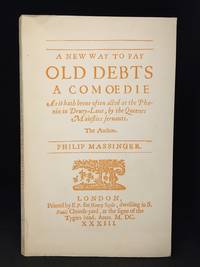 A NEW WAY TO PAY
OLD DEBTS
A COMOEDIE
As it hath beene often acted at the Phæ-
nix in Drury-Lane, by the Queenes
Maiesties seruants.
The Author.
PHILIP MASSINGER.
LONDON,
Printed by E.P. for Henry Seyle, dwelling in S.
Pauls Church-yard, at the signe of the
Tygers head. Anno. M. DC.
XXXIII.